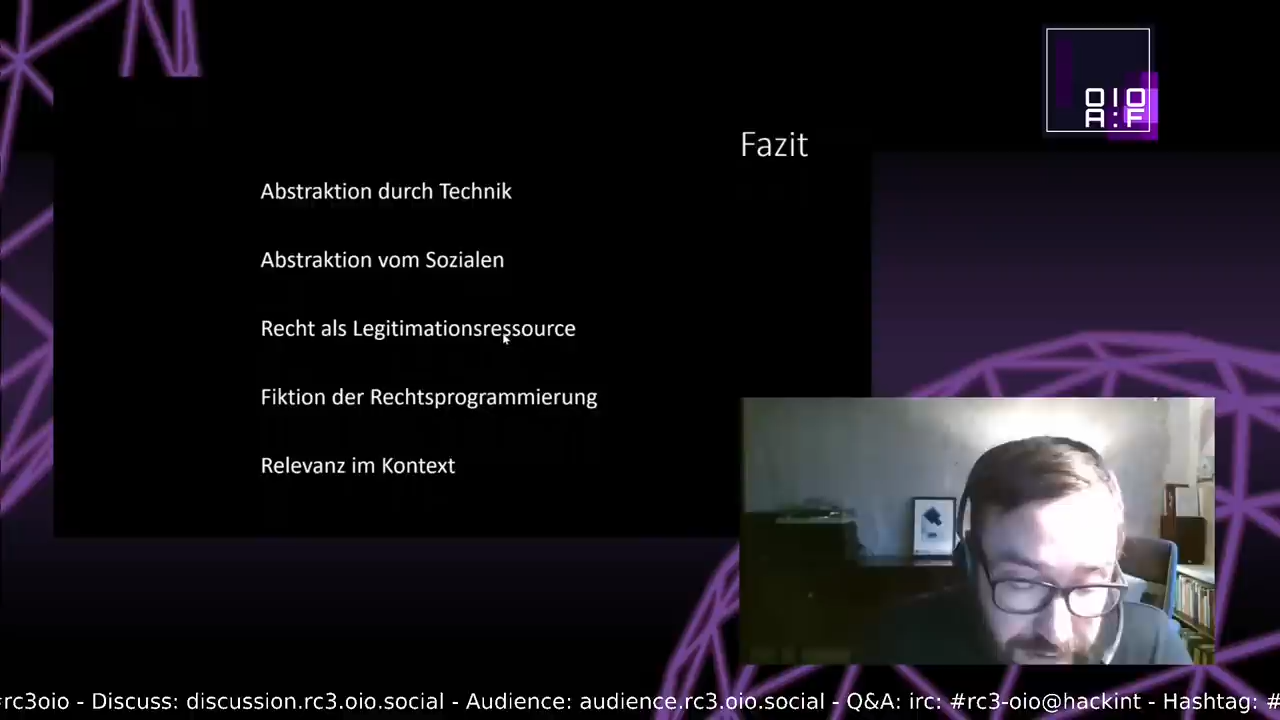 OIO
A:F
Fazit
Abstraktion durch Technik
Abstraktion vom Sozialen
Recht als Legitimationsressource
Fiktion der Rechtsprogrammierung
Relevanz im Kontext
#rc3oio - Discuss: discussion.rc3.oio.social - Audience: audience.rc3.oio.social - Q&A: irc: #rc3-oio@hackint - Hashtag: #